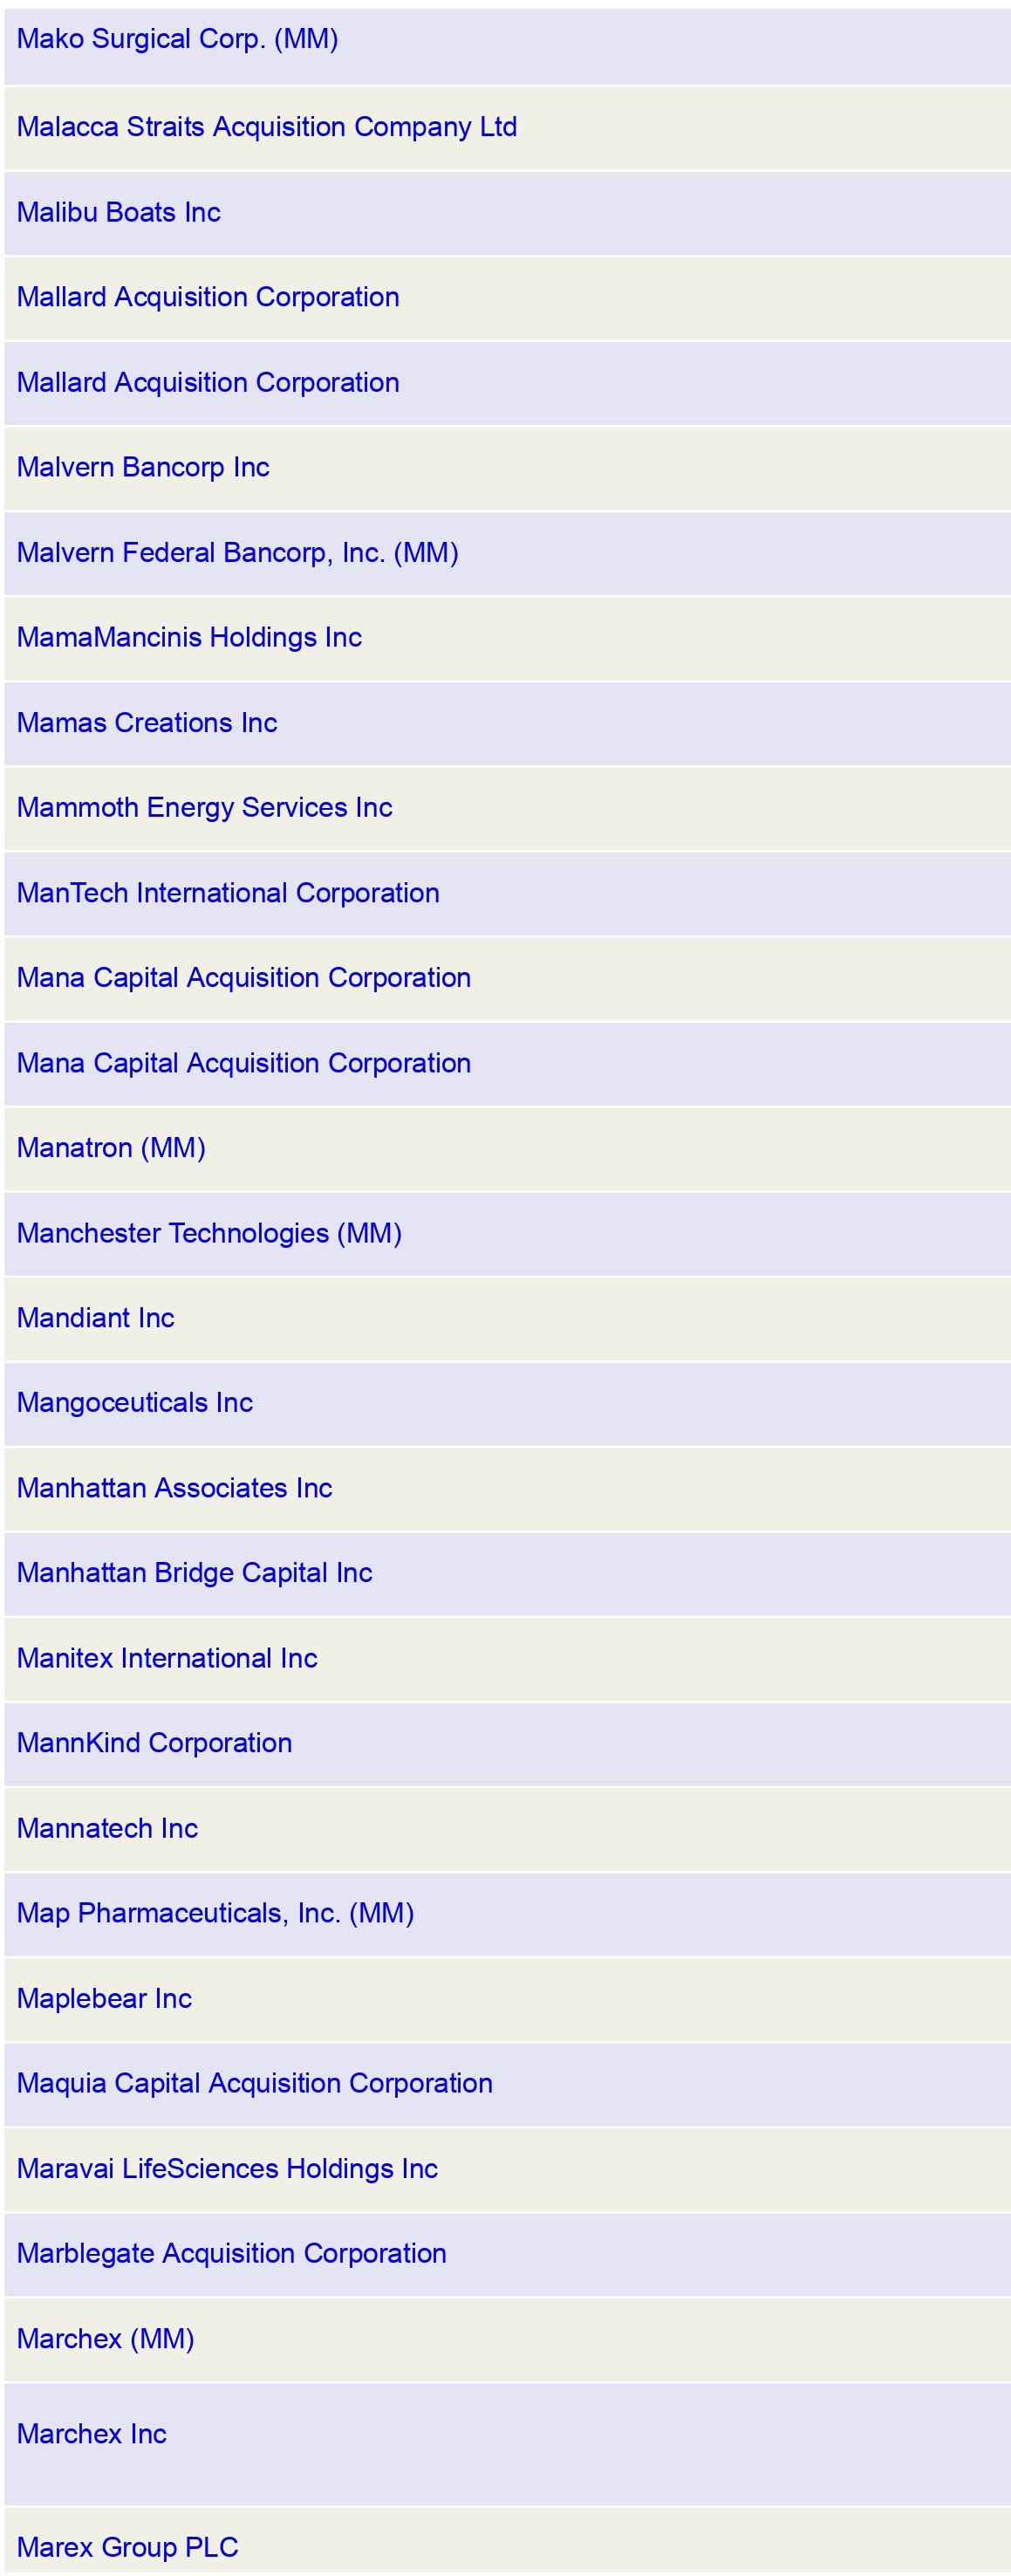 Mako Surgical Corp. (MM)
Malacca Straits Acquisition Company Ltd
Malibu Boats Inc
Mallard Acquisition Corporation
Mallard Acquisition Corporation
Malvern Bancorp Inc
Malvern Federal Bancorp, Inc. (MM)
MamaMancinis Holdings Inc
Mamas Creations Inc
Mammoth Energy Services Inc
ManTech International Corporation
Mana Capital Acquisition Corporation
Mana Capital Acquisition Corporation
Manatron (MM)
Manchester Technologies (MM)
Mandiant Inc
Mangoceuticals Inc
Manhattan Associates Inc
Manhattan Bridge Capital Inc
Manitex International Inc
MannKind Corporation
Mannatech Inc
Map Pharmaceuticals, Inc. (MM)
Maplebear Inc
Maquia Capital Acquisition Corporation
Maravai LifeSciences Holdings Inc
Marblegate Acquisition Corporation
Marchex (MM)
Marchex Inc
Marex Group PLC